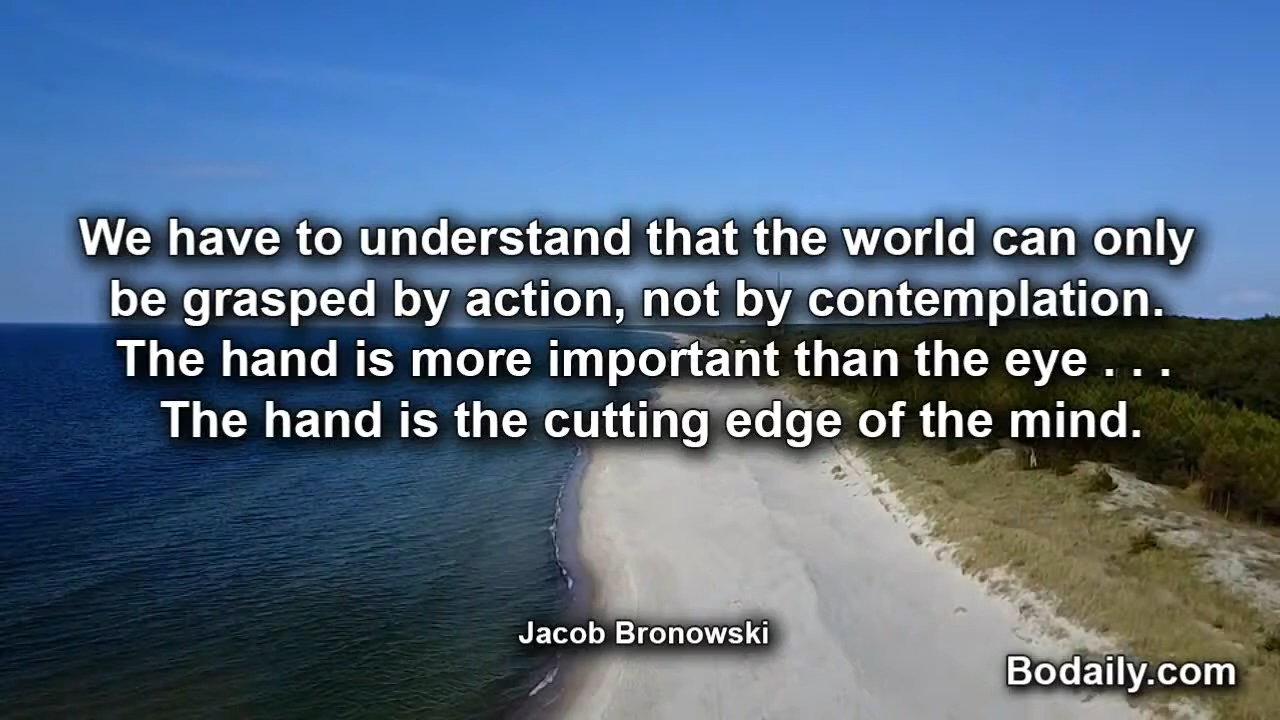 We have to understand that the world can only
be grasped by action, not by contemplation.
The hand is more important than the eye . . .
The hand is the cutting edge of the mind.
Jacob Bronowski
Bodaily.com